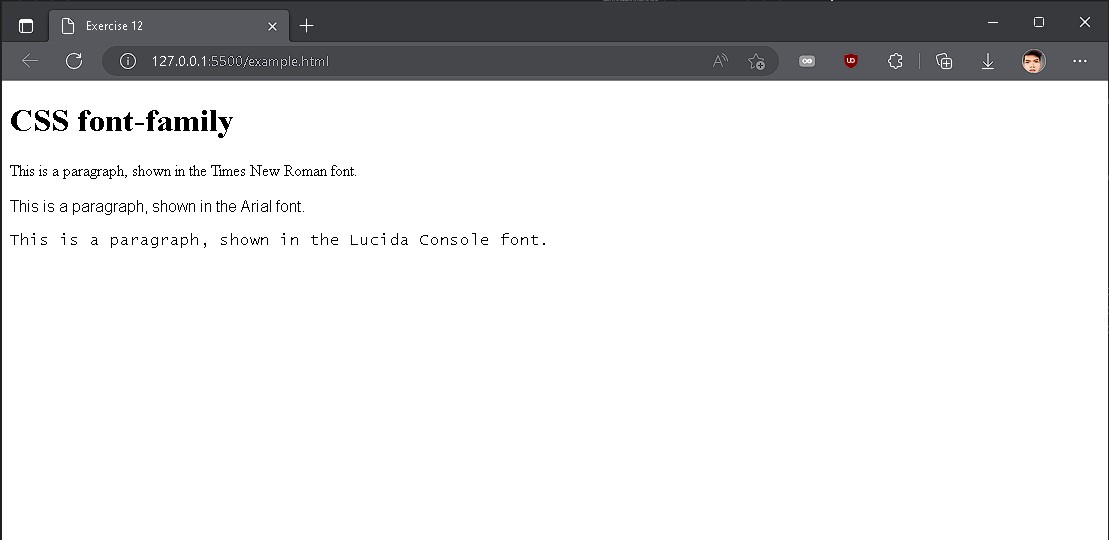 Exercise 12
127.0.0.1:5500/example.html
CSS font-family
This is a paragraph, shown in the Times New Roman font.
This is a paragraph, shown in the Arial font.
This is a paragraph, shown in the Lucida Console font.